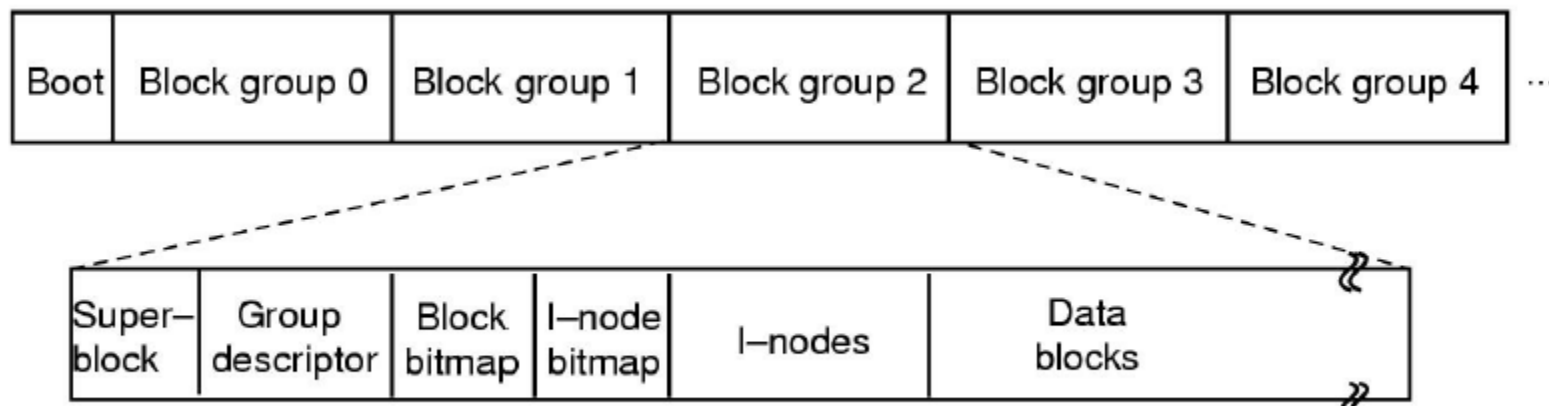 Boot Block group 0 Block group 1 Block group 2 Block group 3 Block group 4 ...
Super–
block
Group
descriptor
Block
bitmap
I–node
bitmap
I–nodes
Data
blocks